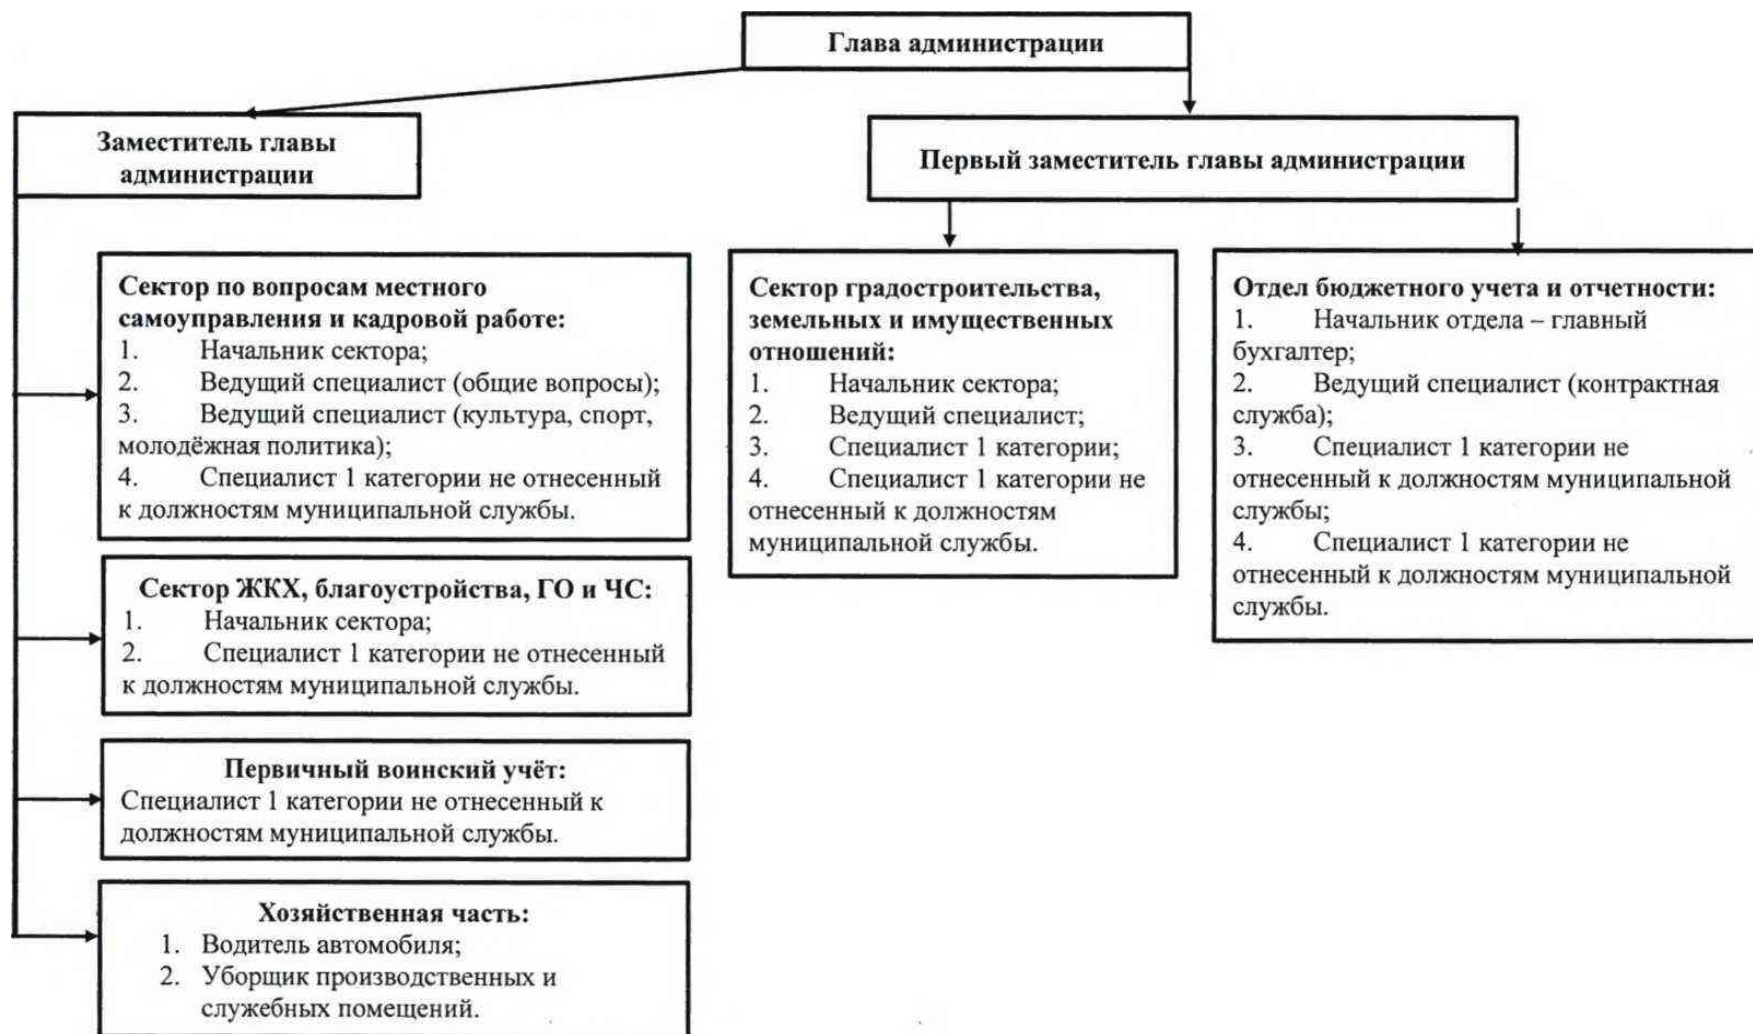 Глава администрации
Заместитель главы
администрации
Первый заместитель главы администрации
Сектор по вопросам местного
самоуправления и кадровой работе:
1. Начальник сектора;
2. Ведущий специалист (общие вопросы);
3. Ведущий специалист (культура, спорт,
молодёжная политика);
4. Специалист 1 категории не отнесенный
к должностям муниципальной службы.
Сектор ЖКХ, благоустройства, ГО и ЧС:
1. Начальник сектора;
2. Специалист 1 категории не отнесенный
к должностям муниципальной службы.
Первичный воинский учёт:
Специалист 1 категории не отнесенный к
должностям муниципальной службы.
Хозяйственная часть:
1. Водитель автомобиля;
2. Уборщик производственных и
служебных помещений.
Сектор градостроительства,
земельных и имущественных
отношений:
1. Начальник сектора;
2. Ведущий специалист;
3. Специалист 1 категории;
4. Специалист 1 категории не
отнесенный к должностям
муниципальной службы.
Отдел бюджетного учета и отчетности:
1. Начальник отдела – главный
бухгалтер;
2. Ведущий специалист (контрактная
служба);
3. Специалист 1 категории не
отнесенный к должностям муниципальной
службы;
4. Специалист 1 категории не
отнесенный к должностям муниципальной
службы.